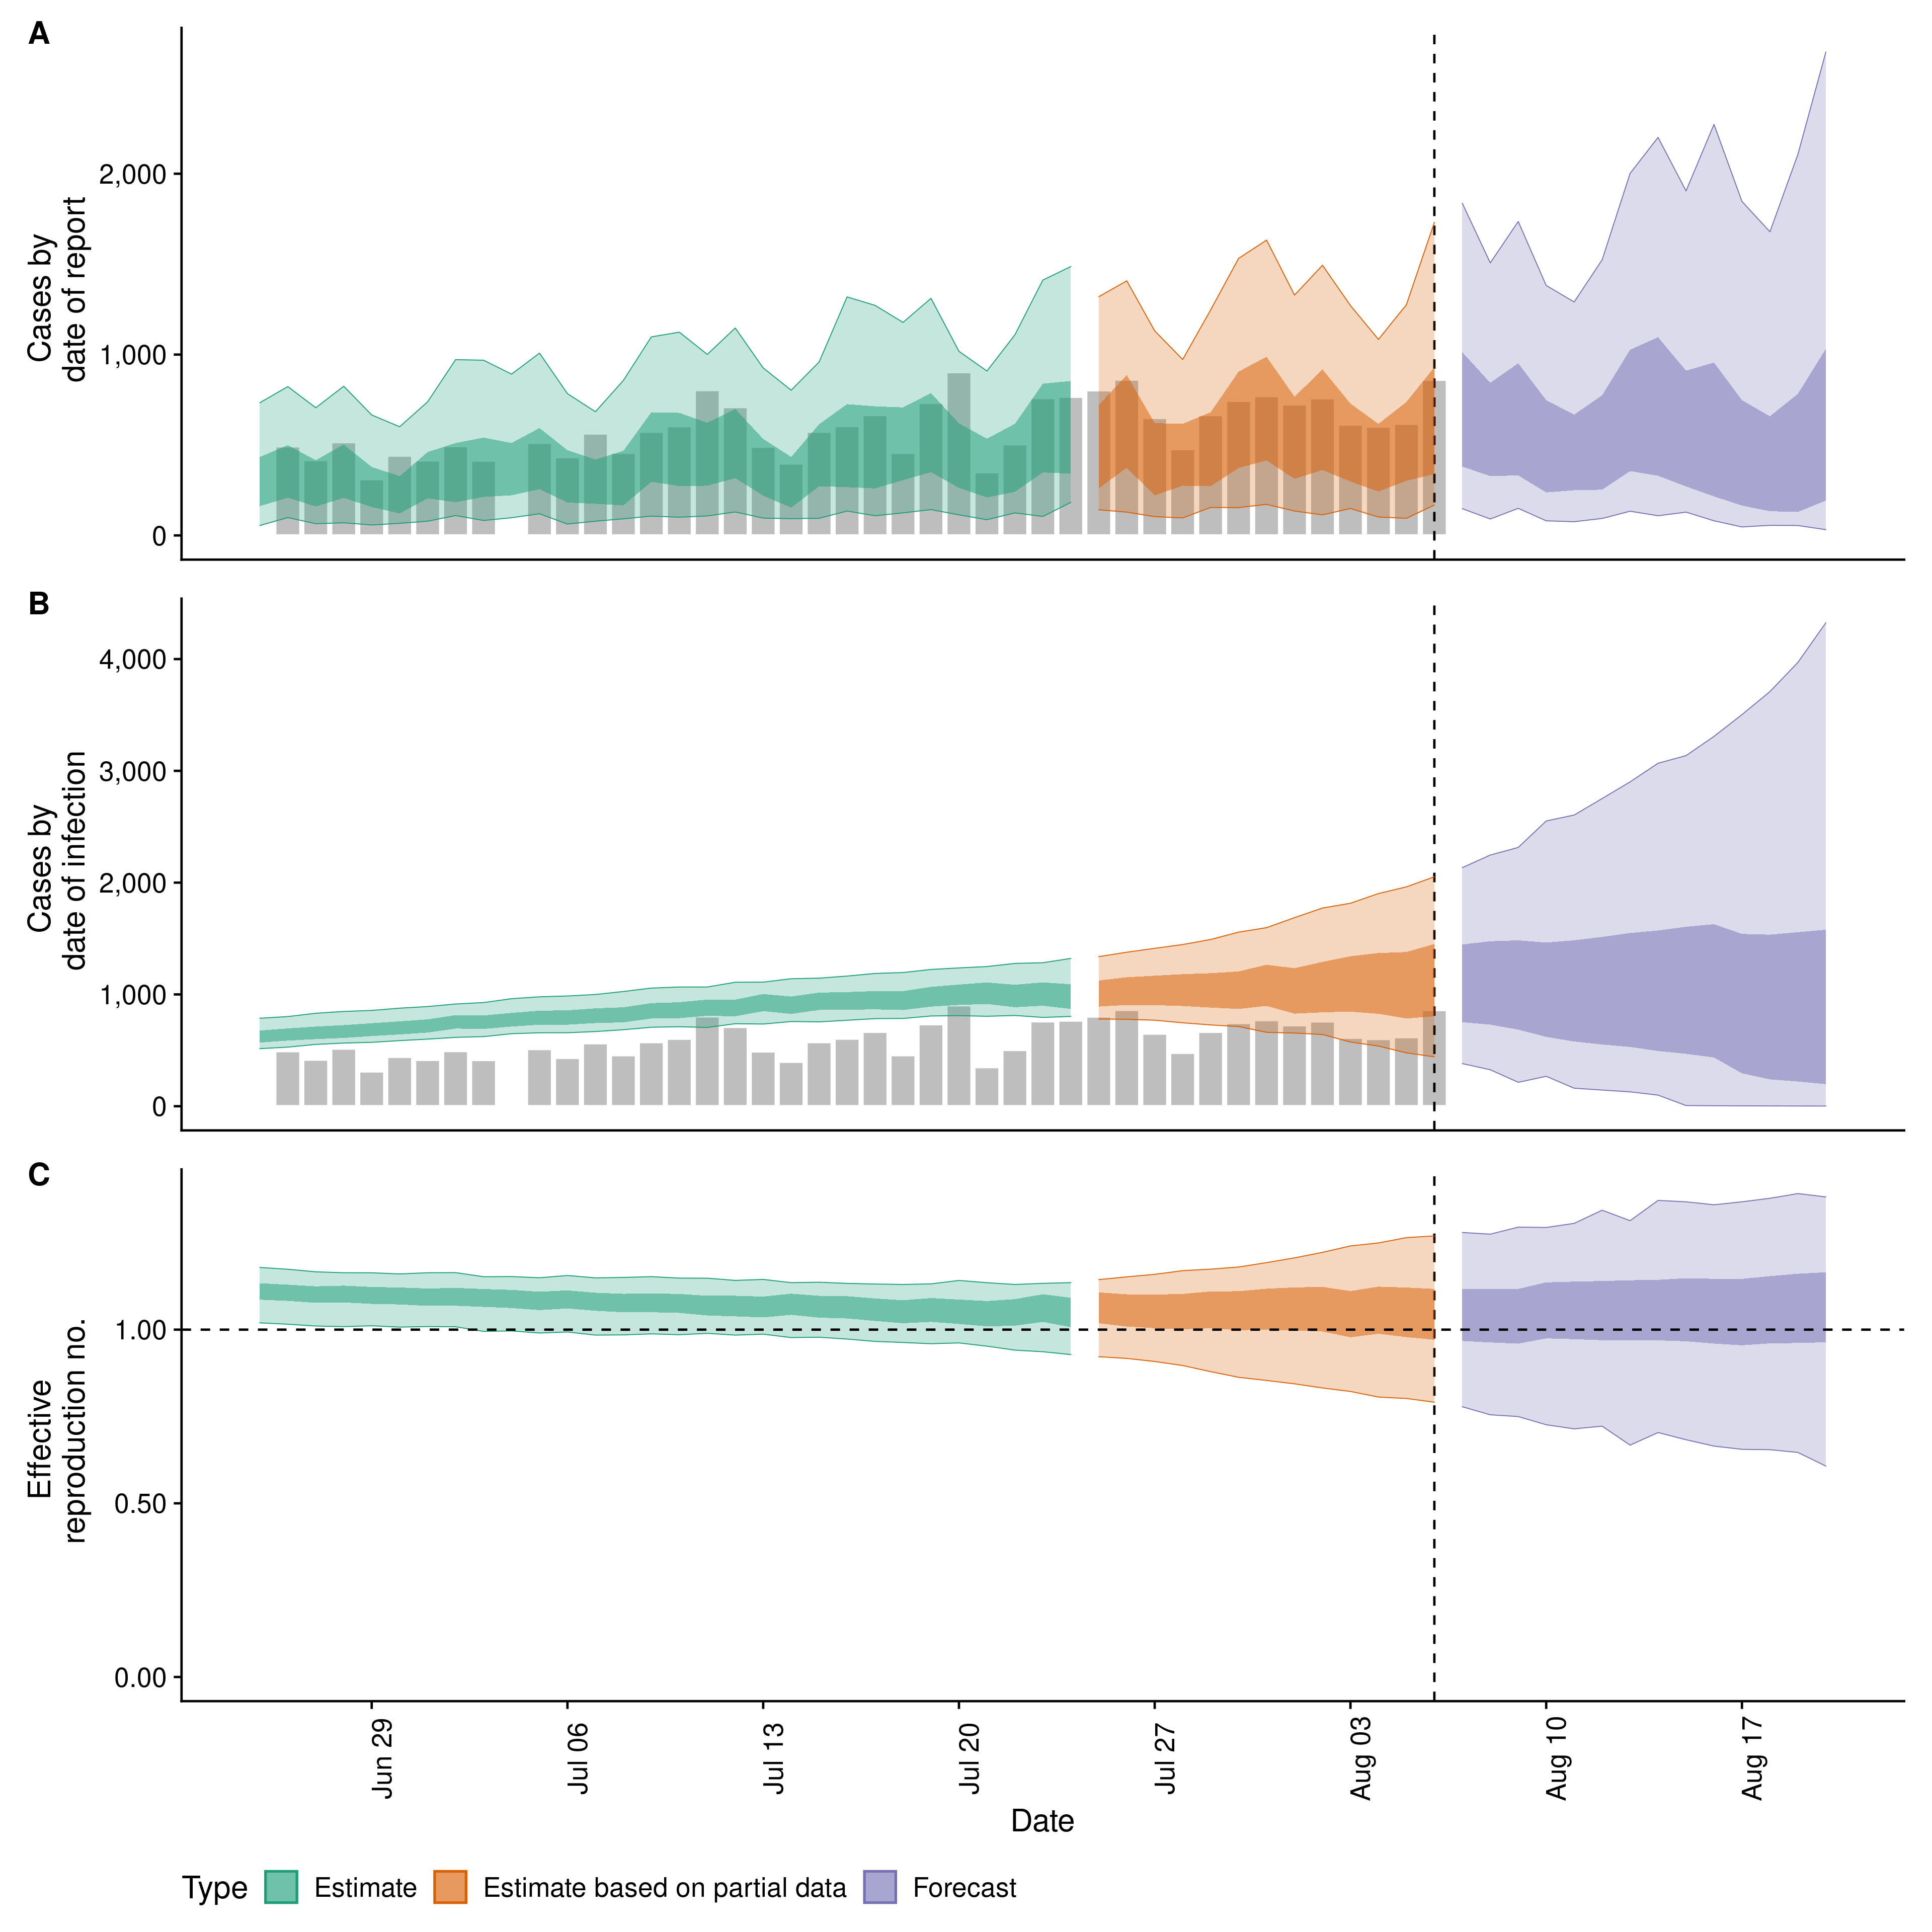 A
Cases by
date of report
2,000
1,000
0
B
Cases by
date of infection
4,000
3,000
2,000
1,000
0
C
Effective
reproduction no.
1.00
0.50
0.00
Jun 29
Jul 06
Jul 13
Jul 20
Jul 27
Aug 03
Aug 10
Aug 17
Date
Type Estimate Estimate based on partial data Forecast